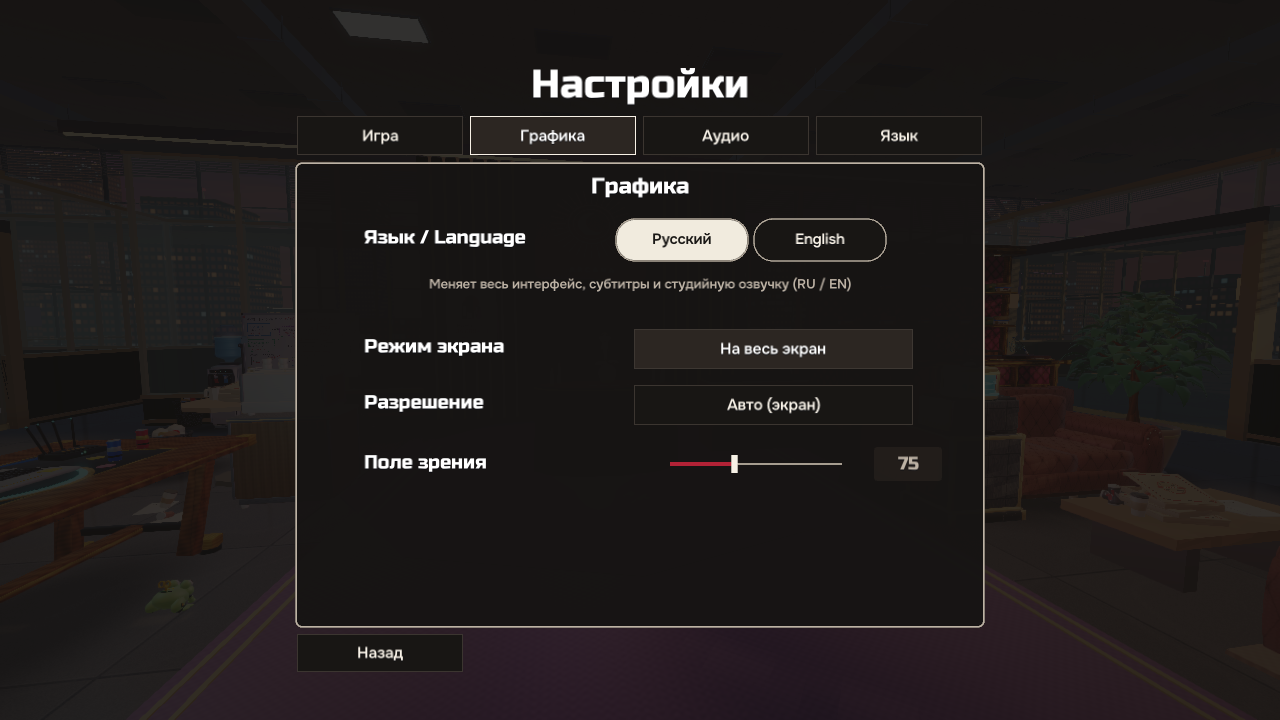 Настройки
Игра
Графика
Аудио
Язык
Графика
Язык / Language
Русский
English
Меняет весь интерфейс, субтитры и студийную озвучку (RU / EN)
Режим экрана
На весь экран
Разрешение
Авто (экран)
Поле зрения
75
Назад